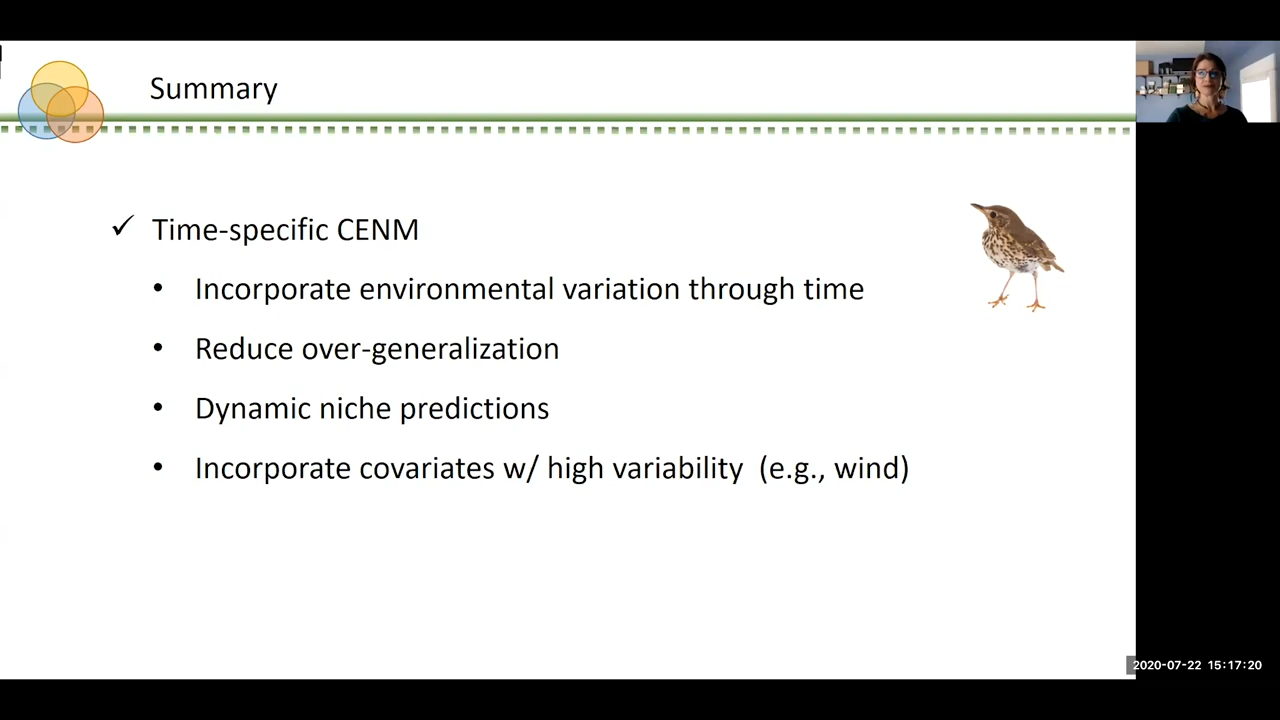 Summary
✓ Time-specific CENM
• Incorporate environmental variation through time
• Reduce over-generalization
• Dynamic niche predictions
• Incorporate covariates w/ high variability (e.g., wind)
2020-07-22 15:17:20